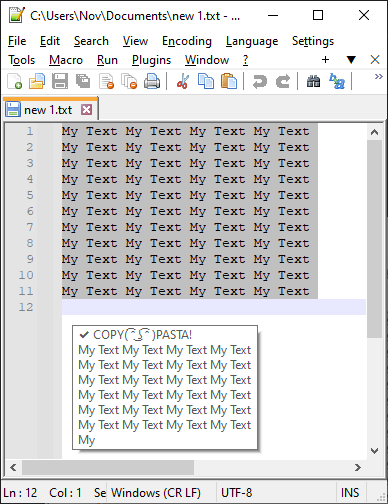 C:\Users\Nov\Documents\new 1.txt - ...
File Edit Search View Encoding Language Settings
Tools Macro Run Plugins Window ? + ▼ X
new 1.txt
1 My Text My Text My Text My Text
2 My Text My Text My Text My Text
3 My Text My Text My Text My Text
4 My Text My Text My Text My Text
5 My Text My Text My Text My Text
6 My Text My Text My Text My Text
7 My Text My Text My Text My Text
8 My Text My Text My Text My Text
9 My Text My Text My Text My Text
10 My Text My Text My Text My Text
11 My Text My Text My Text My Text
12
✔ COPY( ͡° ͜ʖ ͡°)PASTA!
My Text My Text My Text My Text
My Text My Text My Text My Text
My Text My Text My Text My Text
My Text My Text My Text My Text
My Text My Text My Text My Text
My Text My Text My Text My Text
My
Ln : 12 Col : 1 Se Windows (CR LF) UTF-8 INS